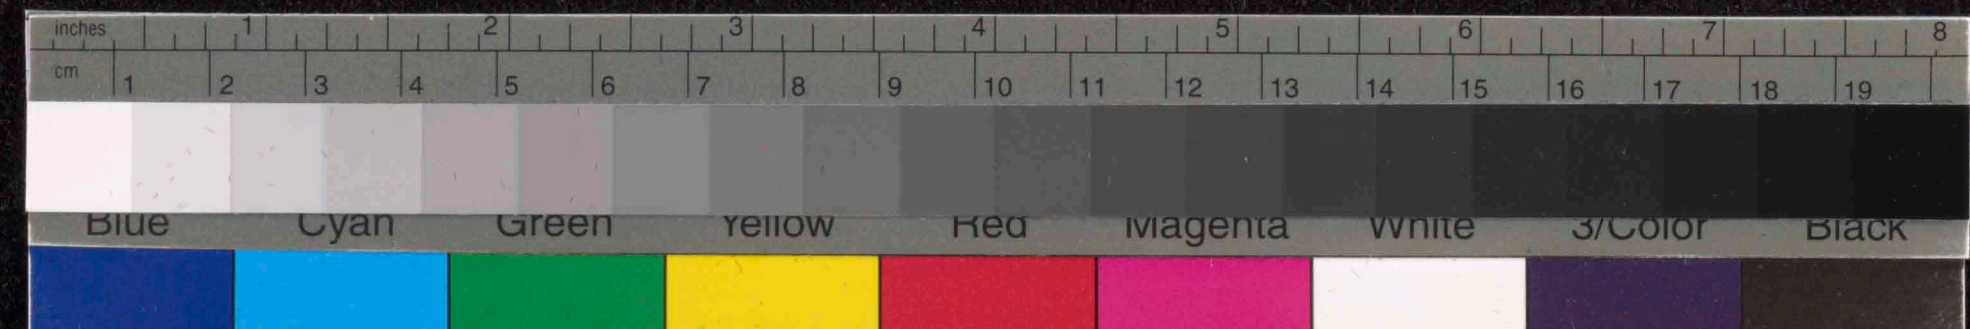 inches 1 2 3 4 5 6 7 8
cm 1 2 3 4 5 6 7 8 9 10 11 12 13 14 15 16 17 18 19
Blue Cyan Green Yellow Red Magenta White 3/Color Black